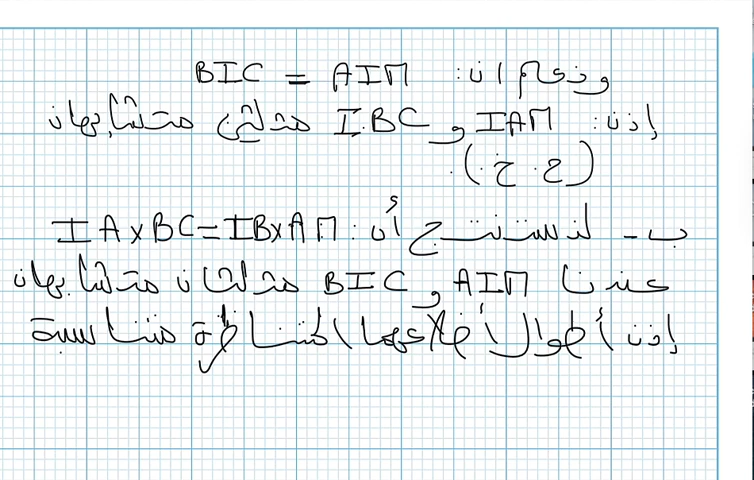 ونعلم ان: BIC = AIM
إذن: IAM و IBC مثلثين متشابهان
(ح. خ.)
ب - لنستنتج أن: IA×BC=IB×AM
عندنا AIM و BIC مثلثان متشابهان
إذن أطوال أضلاعهما المتناظرة متناسبة